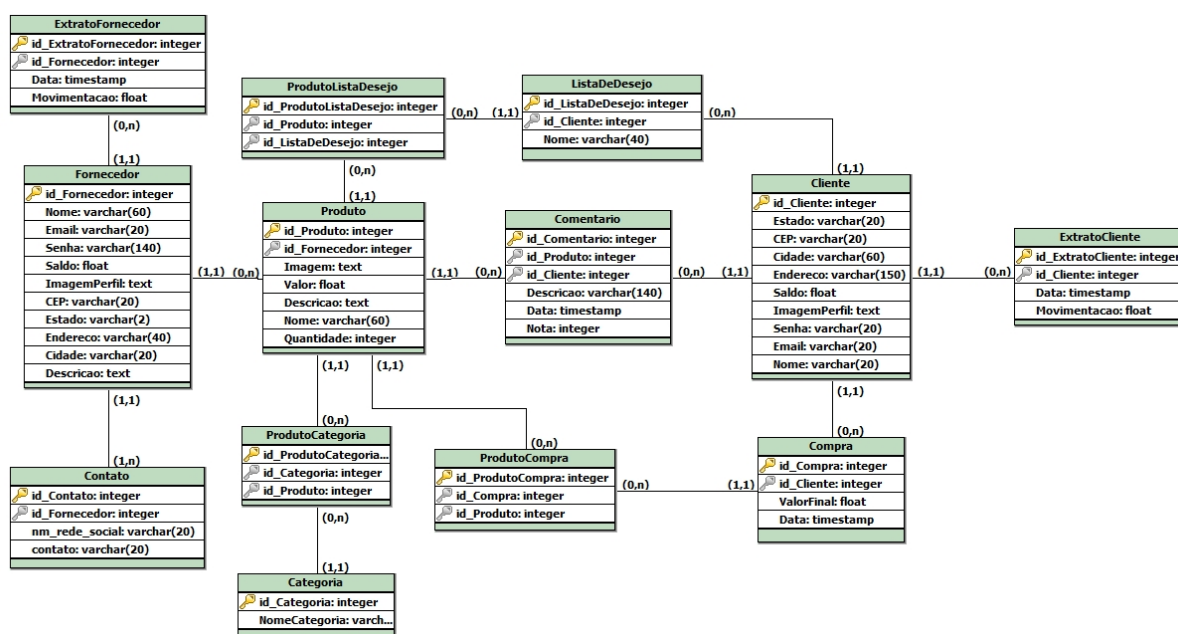 ExtratoFornecedor
id_ExtratoFornecedor: integer
id_Fornecedor: integer
Data: timestamp
Movimentacao: float
(0,n)
(1,1)
Fornecedor
id_Fornecedor: integer
Nome: varchar(60)
Email: varchar(20)
Senha: varchar(140)
Saldo: float
ImagemPerfil: text
CEP: varchar(20)
Estado: varchar(2)
Endereco: varchar(40)
Cidade: varchar(20)
Descricao: text
(1,1)
(1,n)
Contato
id_Contato: integer
id_Fornecedor: integer
nm_rede_social: varchar(20)
contato: varchar(20)
(1,1)
(0,n)
ProdutoListaDesejo
id_ProdutoListaDesejo: integer
id_Produto: integer
id_ListaDeDesejo: integer
(0,n)
(1,1)
(0,n)
(1,1)
Produto
id_Produto: integer
id_Fornecedor: integer
Imagem: text
Valor: float
Descricao: text
Nome: varchar(60)
Quantidade: integer
(1,1)
(0,n)
(1,1)
(1,1)
(0,n)
ProdutoCategoria
id_ProdutoCategoria...
id_Categoria: integer
id_Produto: integer
(0,n)
(1,1)
Categoria
id_Categoria: integer
NomeCategoria: varch...
ListaDeDesejo
id_ListaDeDesejo: integer
id_Cliente: integer
Nome: varchar(40)
(0,n)
(1,1)
Comentario
id_Comentario: integer
id_Produto: integer
id_Cliente: integer
Descricao: varchar(140)
Data: timestamp
Nota: integer
(0,n)
(1,1)
(0,n)
ProdutoCompra
id_ProdutoCompra: integer
id_Compra: integer
id_Produto: integer
(0,n)
(1,1)
Cliente
id_Cliente: integer
Estado: varchar(20)
CEP: varchar(20)
Cidade: varchar(60)
Endereco: varchar(150)
Saldo: float
ImagemPerfil: text
Senha: varchar(20)
Email: varchar(20)
Nome: varchar(20)
(1,1)
(0,n)
(1,1)
(0,n)
Compra
id_Compra: integer
id_Cliente: integer
ValorFinal: float
Data: timestamp
ExtratoCliente
id_ExtratoCliente: integer
id_Cliente: integer
Data: timestamp
Movimentacao: float